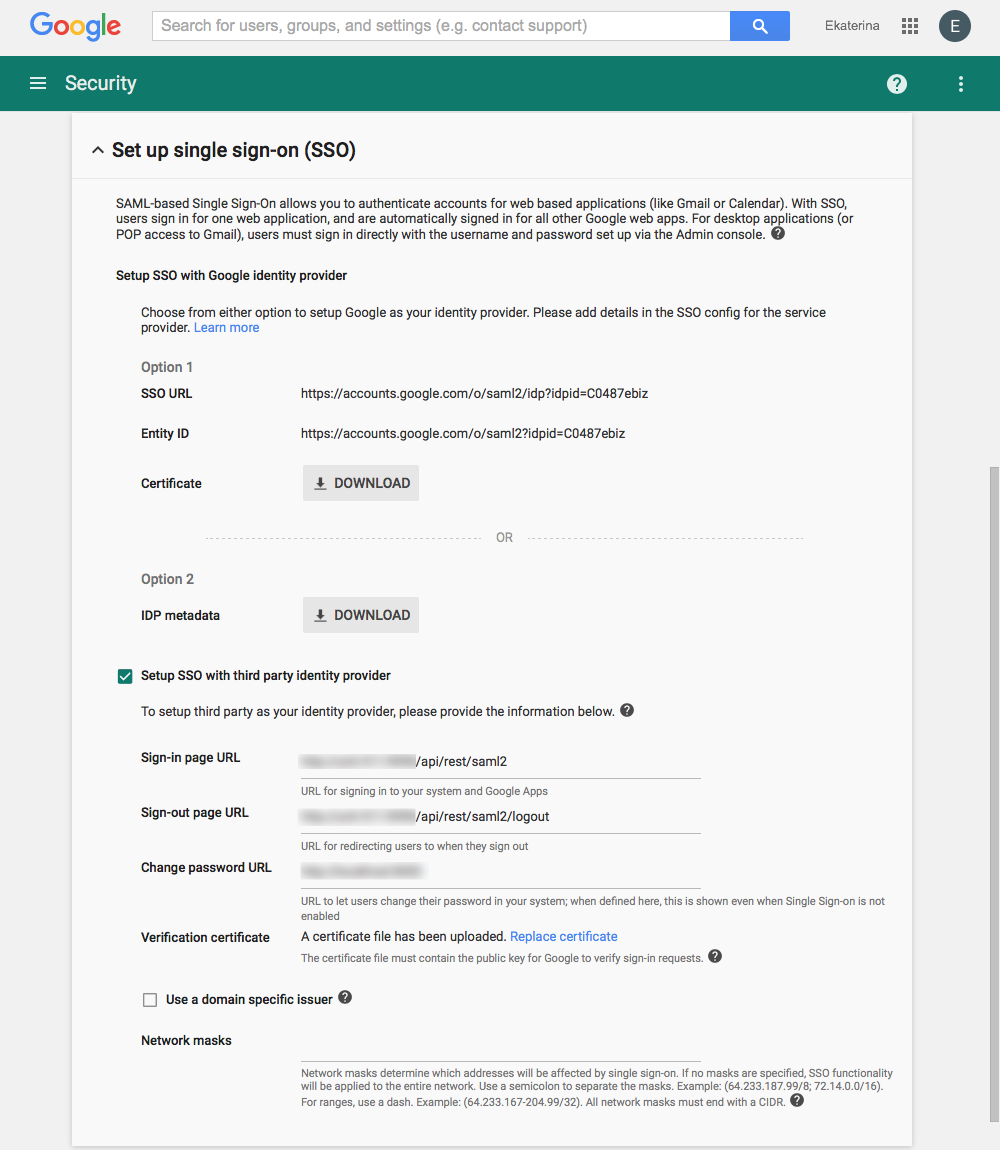 Google
Search for users, groups, and settings (e.g. contact support)
Ekaterina
E
Security
?
Set up single sign-on (SSO)
SAML-based Single Sign-On allows you to authenticate accounts for web based applications (like Gmail or Calendar). With SSO,
users sign in for one web application, and are automatically signed in for all other Google web apps. For desktop applications (or
POP access to Gmail), users must sign in directly with the username and password set up via the Admin console. ?
Setup SSO with Google identity provider
Choose from either option to setup Google as your identity provider. Please add details in the SSO config for the service
provider. Learn more
Option 1
SSO URL https://accounts.google.com/o/saml2/idp?idpid=C0487ebiz
Entity ID https://accounts.google.com/o/saml2?idpid=C0487ebiz
Certificate DOWNLOAD
OR
Option 2
IDP metadata DOWNLOAD
Setup SSO with third party identity provider
To setup third party as your identity provider, please provide the information below. ?
Sign-in page URL /api/rest/saml2
URL for signing in to your system and Google Apps
Sign-out page URL /api/rest/saml2/logout
URL for redirecting users to when they sign out
Change password URL
URL to let users change their password in your system; when defined here, this is shown even when Single Sign-on is not
enabled
Verification certificate A certificate file has been uploaded. Replace certificate
The certificate file must contain the public key for Google to verify sign-in requests. ?
Use a domain specific issuer ?
Network masks
Network masks determine which addresses will be affected by single sign-on. If no masks are specified, SSO functionality
will be applied to the entire network. Use a semicolon to separate the masks. Example: (64.233.187.99/8; 72.14.0.0/16).
For ranges, use a dash. Example: (64.233.167-204.99/32). All network masks must end with a CIDR. ?